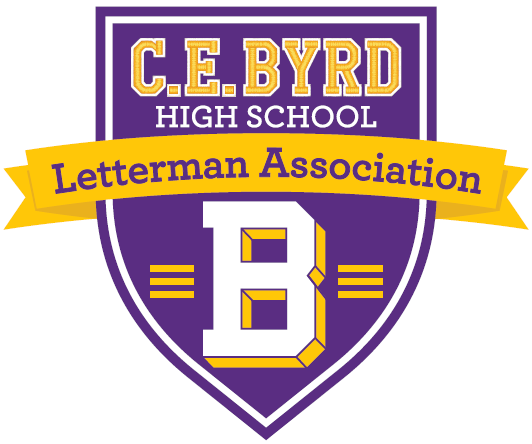 C.E. BYRD
HIGH SCHOOL
Letterman Association
B